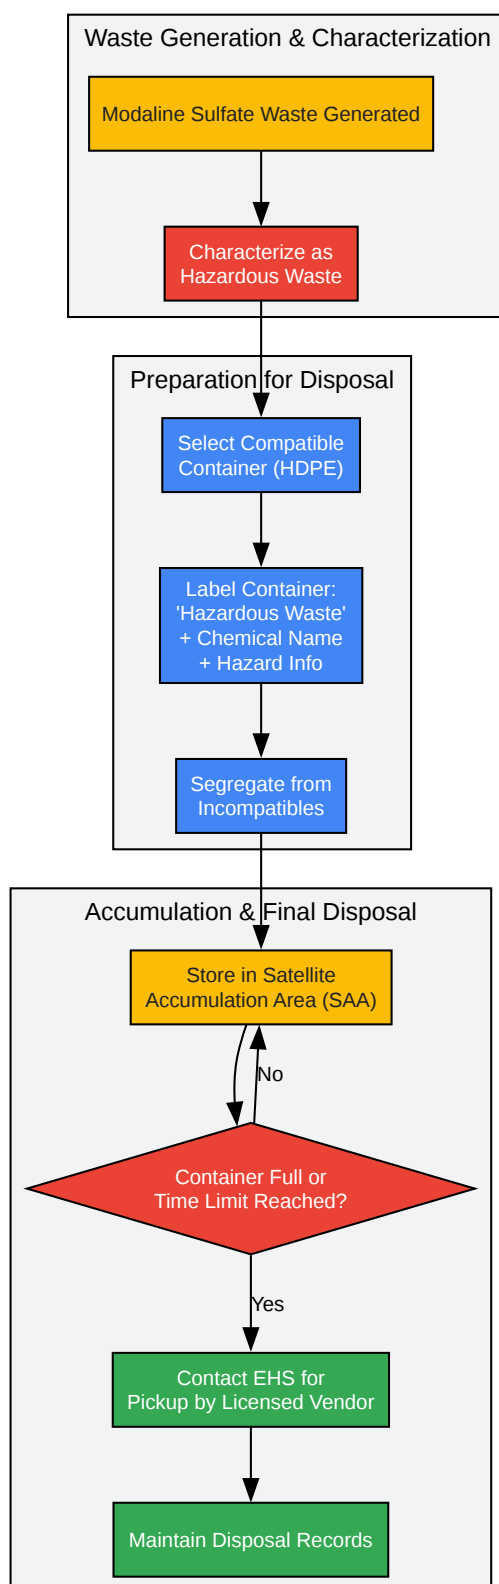 Waste Generation & Characterization
Modaline Sulfate Waste Generated
Characterize as
Hazardous Waste
Preparation for Disposal
Select Compatible
Container (HDPE)
Label Container:
'Hazardous Waste'
+ Chemical Name
+ Hazard Info
Segregate from
Incompatibles
Accumulation & Final Disposal
Store in Satellite
Accumulation Area (SAA)
No
Container Full or
Time Limit Reached?
Yes
Contact EHS for
Pickup by Licensed Vendor
Maintain Disposal Records